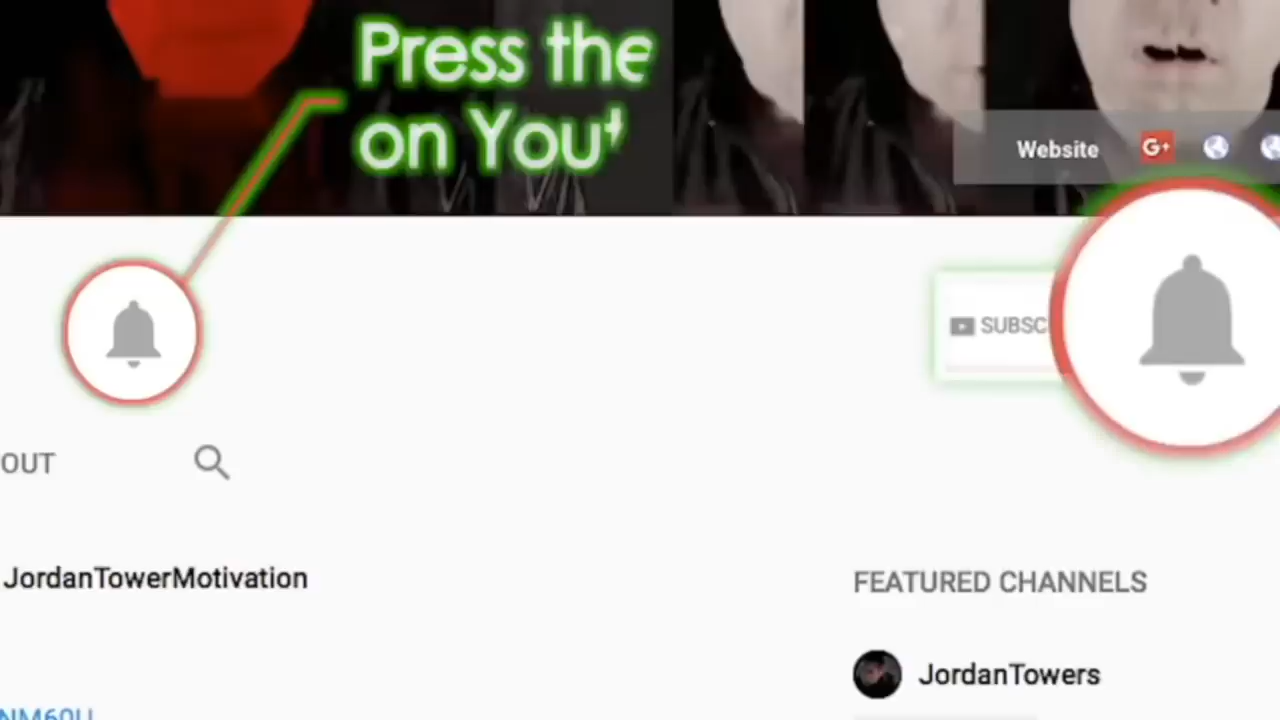 Press the
on You
Website
G+
SUBSC
OUT
JordanTowerMotivation
FEATURED CHANNELS
JordanTowers